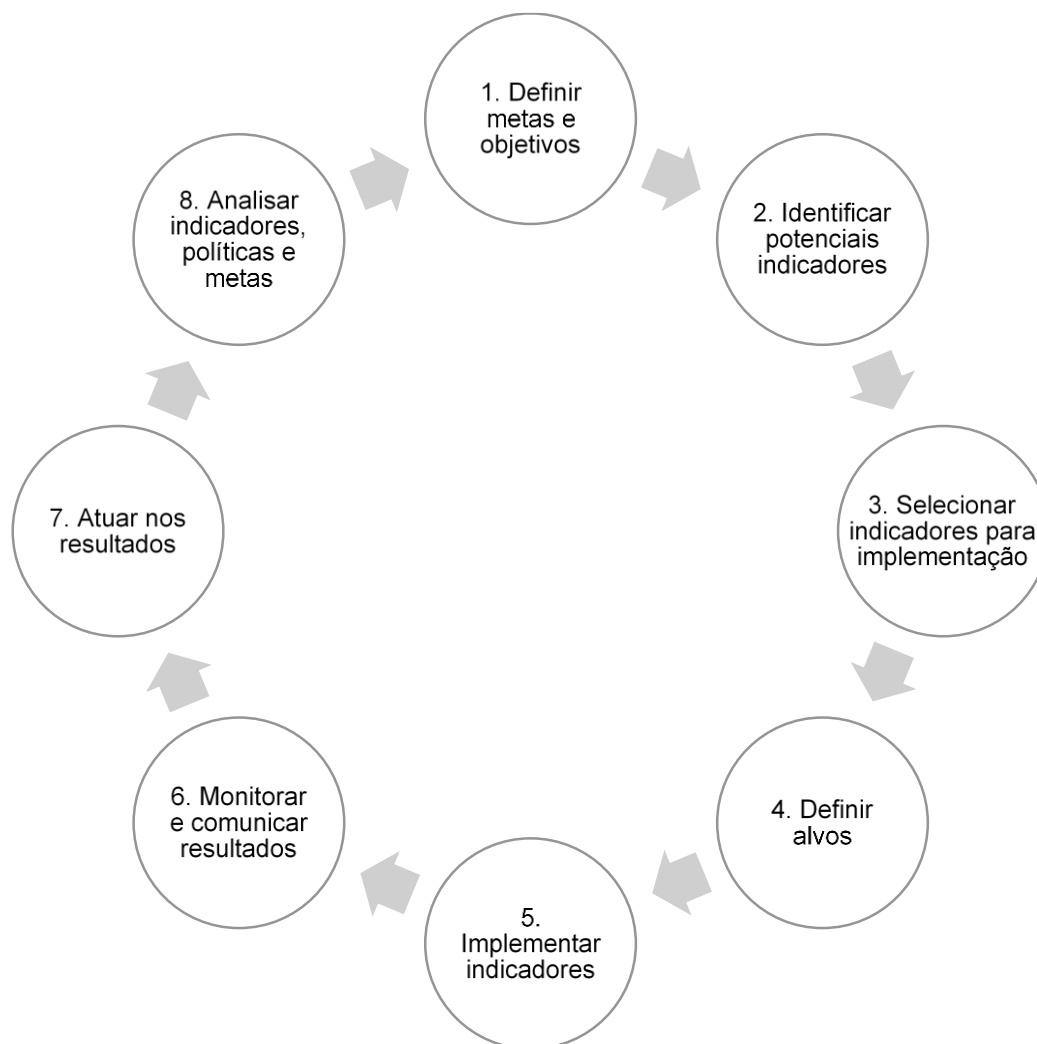 1. Definir
metas e
objetivos
2. Identificar
potenciais
indicadores
3. Selecionar
indicadores para
implementação
4. Definir
alvos
5.
Implementar
indicadores
6. Monitorar
e comunicar
resultados
7. Atuar nos
resultados
8. Analisar
indicadores,
políticas e
metas